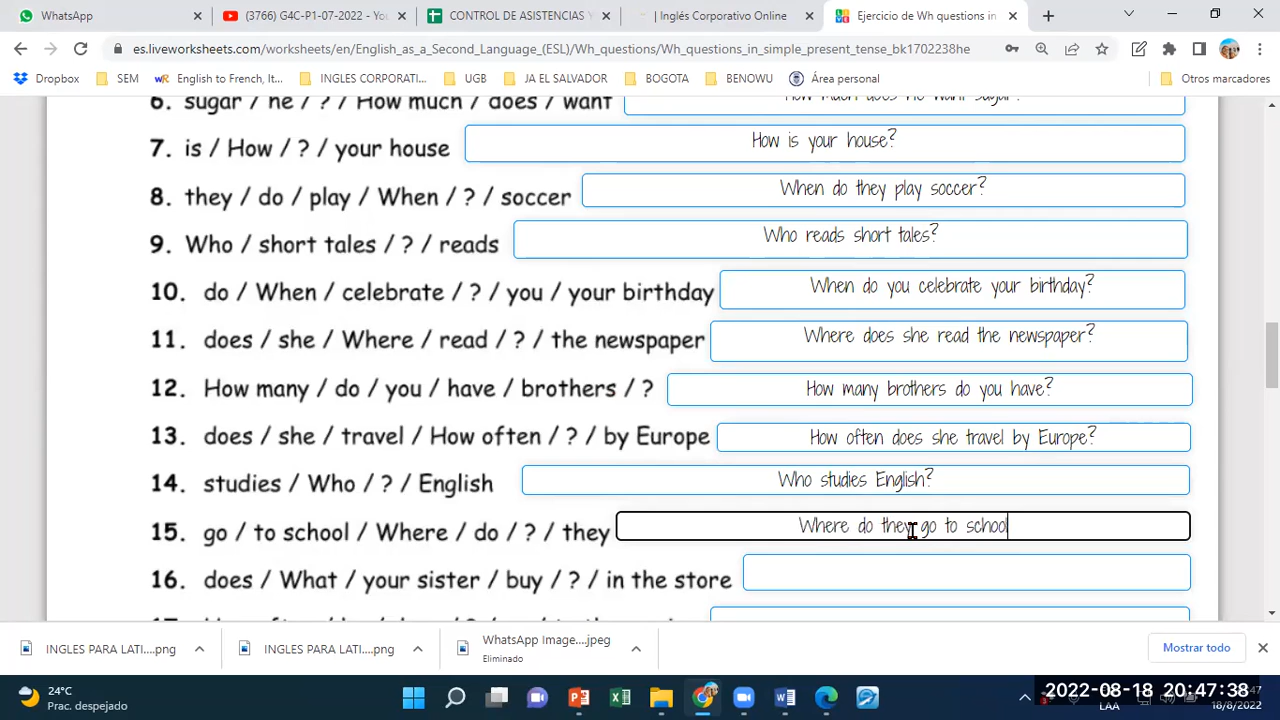 WhatsApp
(3766) G4C-P1-07-2022 - Yo
CONTROL DE ASISTENCIAS Y
| Inglés Corporativo Online
Ejercicio de Wh questions in
es.liveworksheets.com/worksheets/en/English_as_a_Second_Language_(ESL)/Wh_questions/Wh_questions_in_simple_present_tense_bk1702238he
Dropbox SEM English to French, It... INGLES CORPORATI... UGB JA EL SALVADOR BOGOTA BENOWU Área personal Otros marcadores
6. sugar / he / ? / How much / does / want How much does he want sugar?
7. is / How / ? / your house How is your house?
8. they / do / play / When / ? / soccer When do they play soccer?
9. Who / short tales / ? / reads Who reads short tales?
10. do / When / celebrate / ? / you / your birthday When do you celebrate your birthday?
11. does / she / Where / read / ? / the newspaper Where does she read the newspaper?
12. How many / do / you / have / brothers / ? How many brothers do you have?
13. does / she / travel / How often / ? / by Europe How often does she travel by Europe?
14. studies / Who / ? / English Who studies English?
15. go / to school / Where / do / ? / they Where do they go to school
16. does / What / your sister / buy / ? / in the store
INGLES PARA LATI....png
INGLES PARA LATI....png
WhatsApp Image....jpeg
Eliminado
Mostrar todo
24°C
Prac. despejado
2022-08-18 20:47:38
LAA
18/8/2022